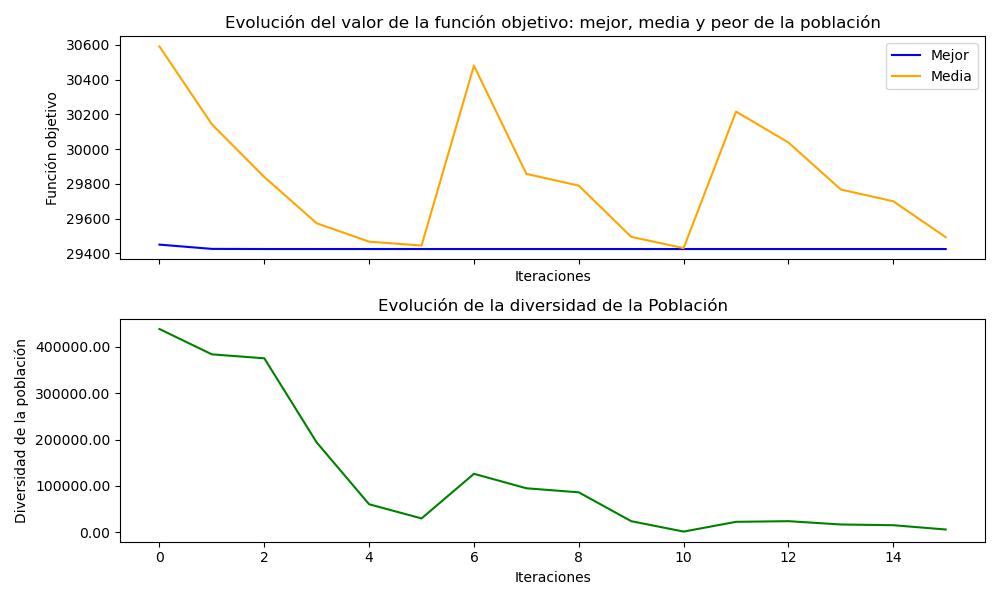 Evolución del valor de la función objetivo: mejor, media y peor de la población
Función objetivo
30600
30400
30200
30000
29800
29600
29400
Mejor
Media
Iteraciones
Evolución de la diversidad de la Población
Diversidad de la población
400000.00
300000.00
200000.00
100000.00
0.00
0 2 4 6 8 10 12 14
Iteraciones